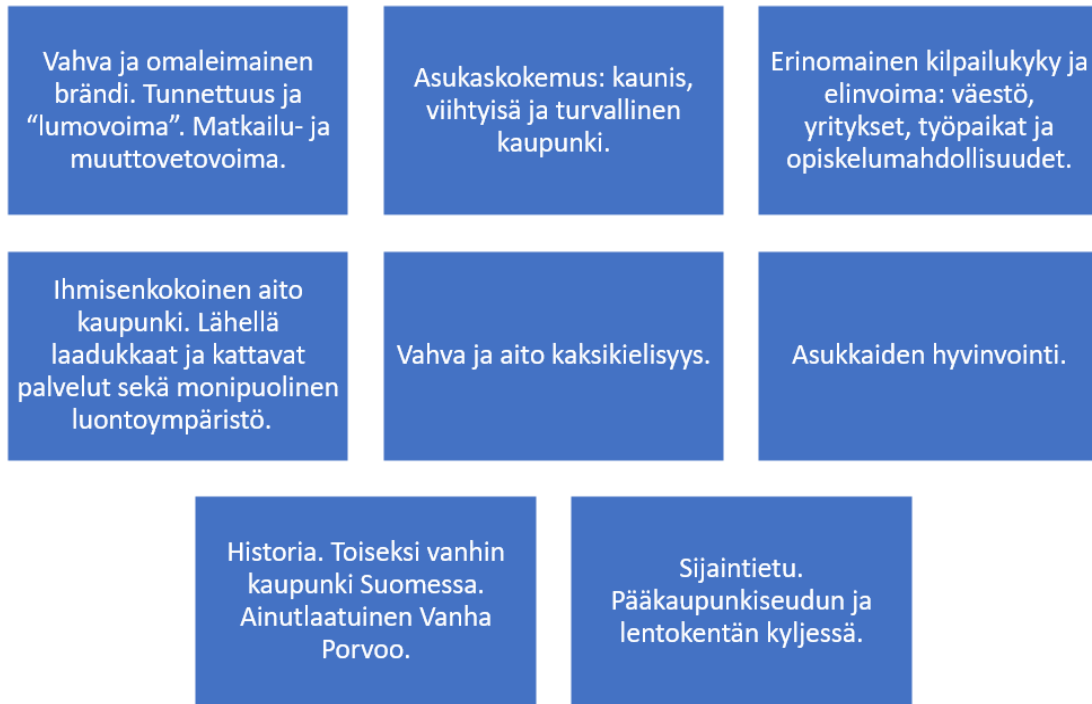 Vahva ja omaleimainen
brändi. Tunnettuus ja
“lumovoima”. Matkailu- ja
muuttovetovoima.
Asukaskokemus: kaunis,
viihtyisä ja turvallinen
kaupunki.
Erinomainen kilpailukyky ja
elinvoima: väestö,
yritykset, työpaikat ja
opiskelumahdollisuudet.
Ihmisenkokoinen aito
kaupunki. Lähellä
laadukkaat ja kattavat
palvelut sekä monipuolinen
luontoympäristö.
Vahva ja aito kaksikielisyys.
Asukkaiden hyvinvointi.
Historia. Toiseksi vanhin
kaupunki Suomessa.
Ainutlaatuinen Vanha
Porvoo.
Sijaintietu.
Pääkaupunkiseudun ja
lentokentän kyljessä.